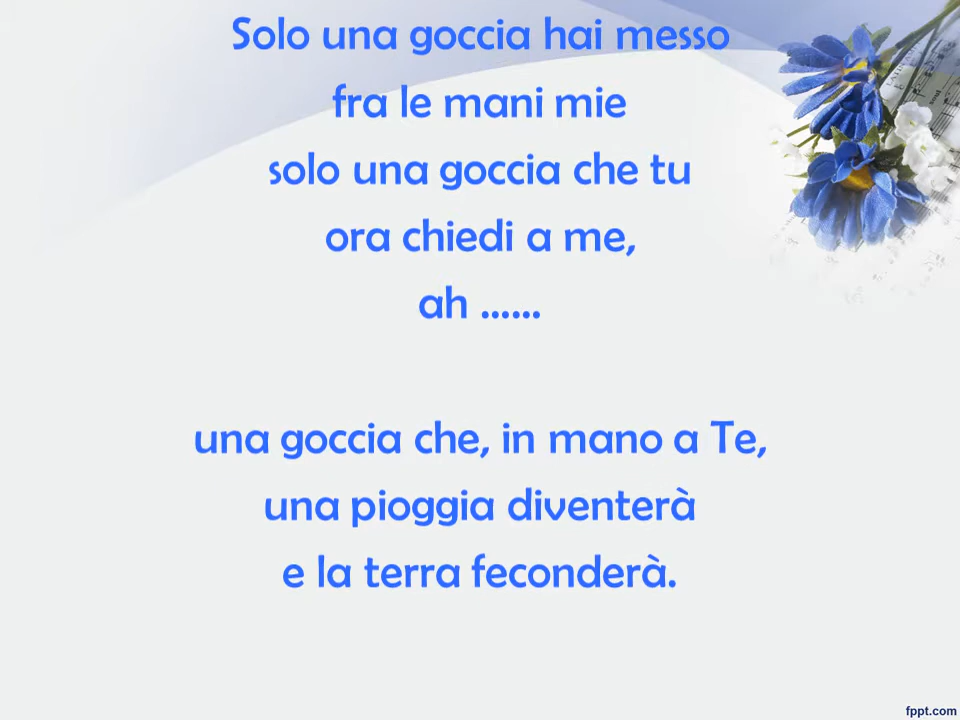 Solo una goccia hai messo
fra le mani mie
solo una goccia che tu
ora chiedi a me,
ah ......
una goccia che, in mano a Te,
una pioggia diventerà
e la terra feconderà.
fppt.com